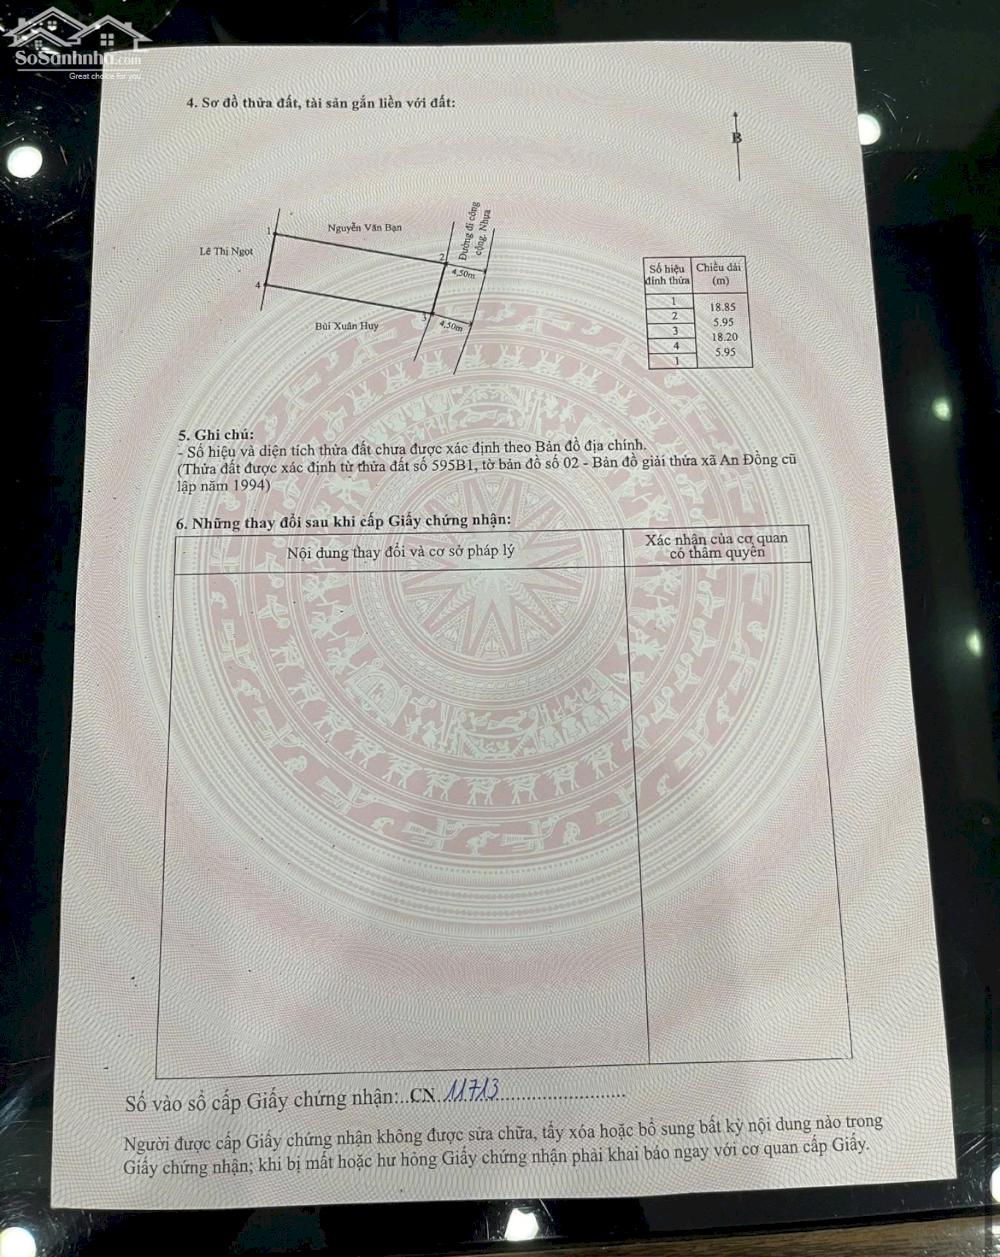 SoSanhnha.com
Great choice for you
4. Sơ đồ thửa đất, tài sản gắn liền với đất:
B
Đường đi công
cộng. Nhựa
1
Nguyễn Văn Bạn
Lê Thị Ngọt
2
4,50m
4
3
4,50m
Bùi Xuân Huy
Số hiệu đỉnh thửa Chiều dài (m)
1
18.85
2
5.95
3
18.20
4
5.95
1
5. Ghi chú:
- Số hiệu và diện tích thửa đất chưa được xác định theo Bản đồ địa chính.
(Thửa đất được xác định từ thửa đất số 595B1, tờ bản đồ số 02 - Bản đồ giải thửa xã An Đồng cũ
lập năm 1994)
6. Những thay đổi sau khi cấp Giấy chứng nhận:
Nội dung thay đổi và cơ sở pháp lý
Xác nhận của cơ quan
có thẩm quyền
Số vào sổ cấp Giấy chứng nhận:..CN.11713..............................
Người được cấp Giấy chứng nhận không được sửa chữa, tẩy xóa hoặc bổ sung bất kỳ nội dung nào trong
Giấy chứng nhận; khi bị mất hoặc hư hỏng Giấy chứng nhận phải khai báo ngay với cơ quan cấp Giấy.